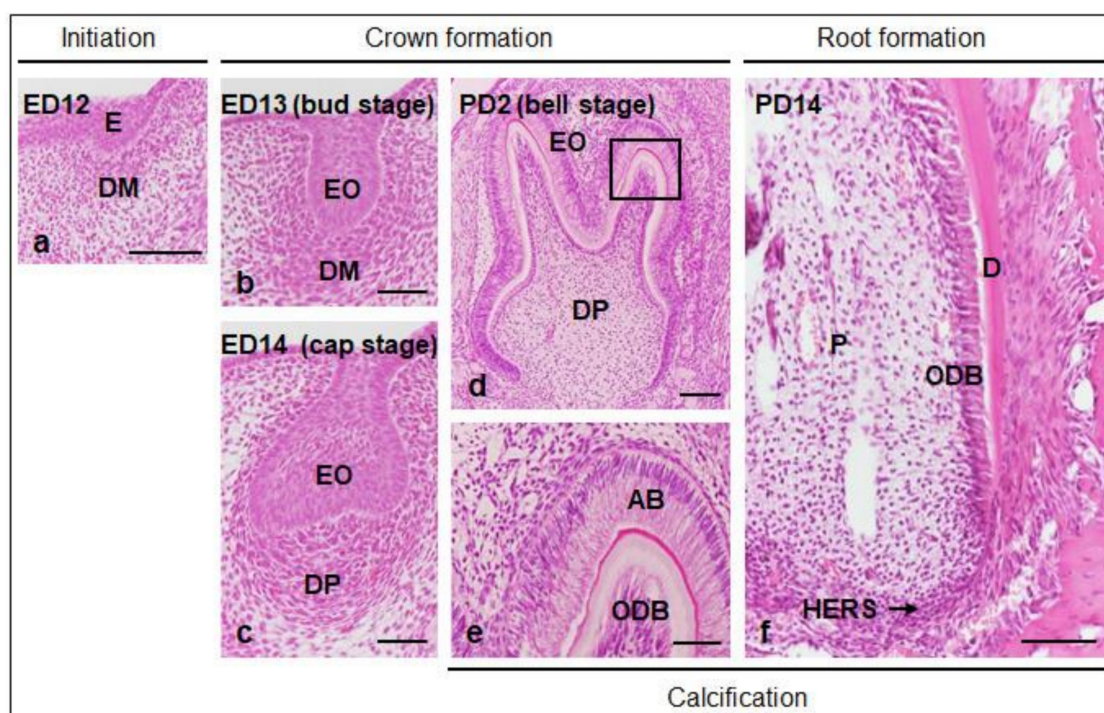 Initiation
Crown formation
Root formation
ED12
E
DM
a
ED13 (bud stage)
EO
DM
b
ED14 (cap stage)
EO
DP
c
PD2 (bell stage)
EO
DP
d
AB
ODB
e
PD14
D
P
ODB
HERS
f
Calcification